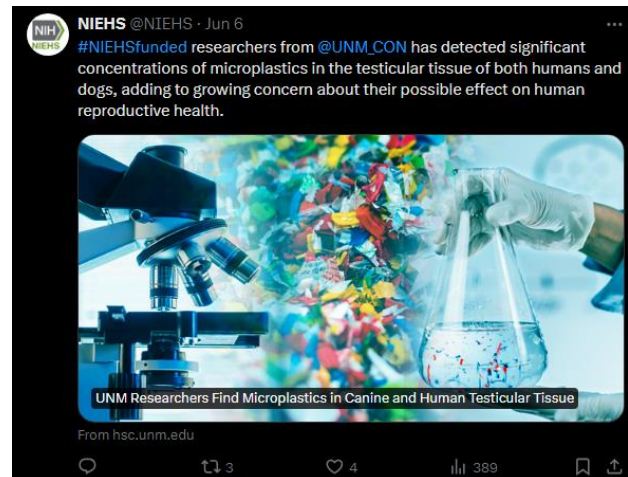 NIH
NIEHS
NIEHS @NIEHS · Jun 6
#NIEHSfunded researchers from @UNM_CON has detected significant
concentrations of microplastics in the testicular tissue of both humans and
dogs, adding to growing concern about their possible effect on human
reproductive health.
UNM Researchers Find Microplastics in Canine and Human Testicular Tissue
From hsc.unm.edu
3 4 389